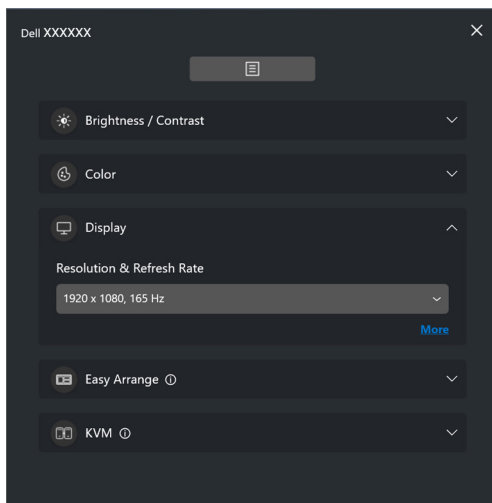 Dell XXXXXX
Brightness / Contrast
Color
Display
Resolution & Refresh Rate
1920 x 1080, 165 Hz
More
Easy Arrange
KVM